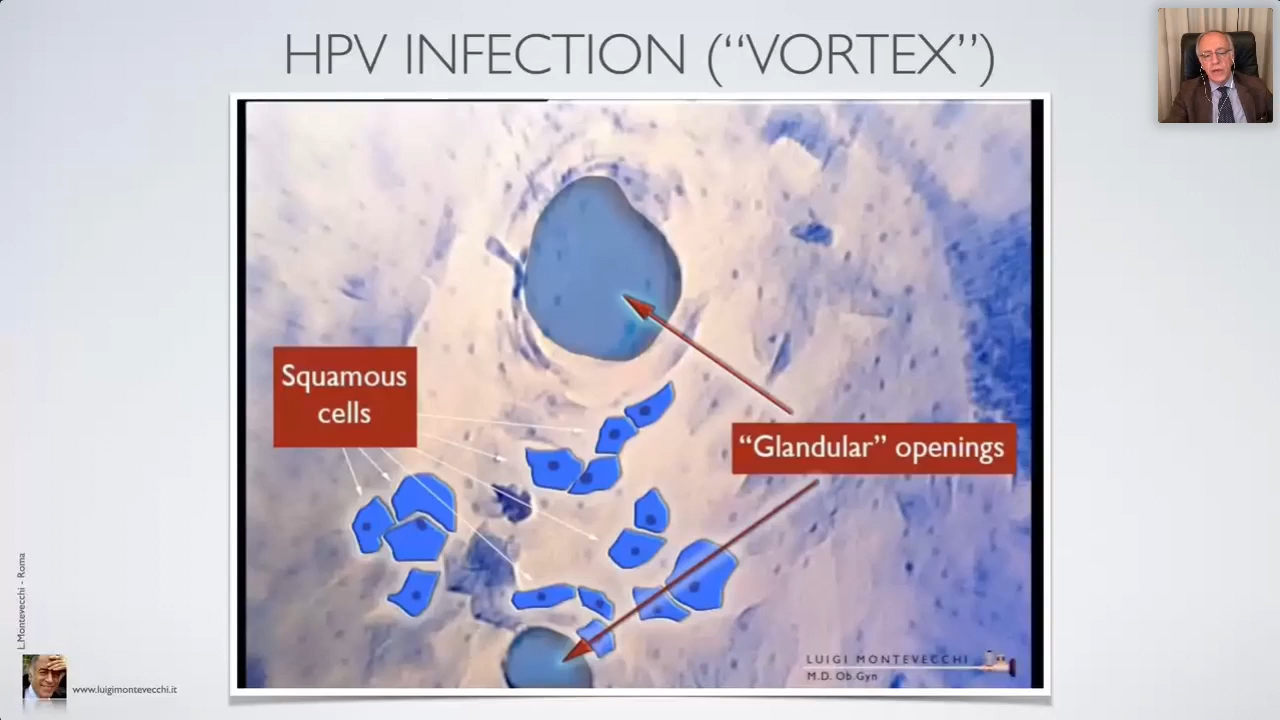 HPV INFECTION (“VORTEX”)
Squamous
cells
“Glandular” openings
LUIGI MONTEVECCHI
M.D. Ob Gyn
L.Montevecchi - Roma
www.luigimontevecchi.it